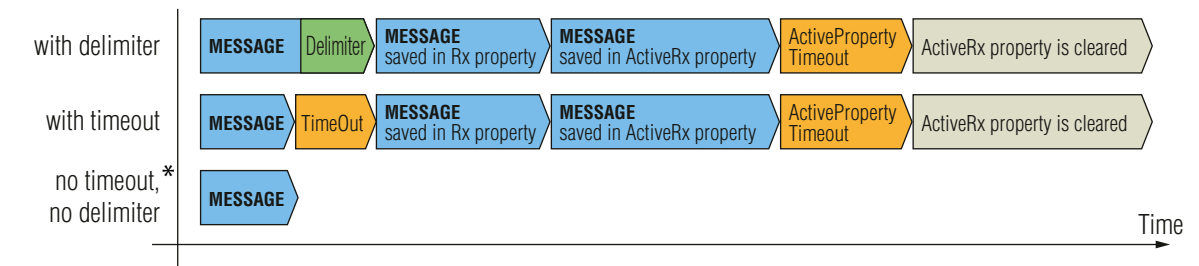 with delimiter
MESSAGE
Delimiter
MESSAGE
saved in Rx property
MESSAGE
saved in ActiveRx property
ActiveProperty
Timeout
ActiveRx property is cleared
with timeout
MESSAGE
TimeOut
MESSAGE
saved in Rx property
MESSAGE
saved in ActiveRx property
ActiveProperty
Timeout
ActiveRx property is cleared
no timeout,*
no delimiter
MESSAGE
Time